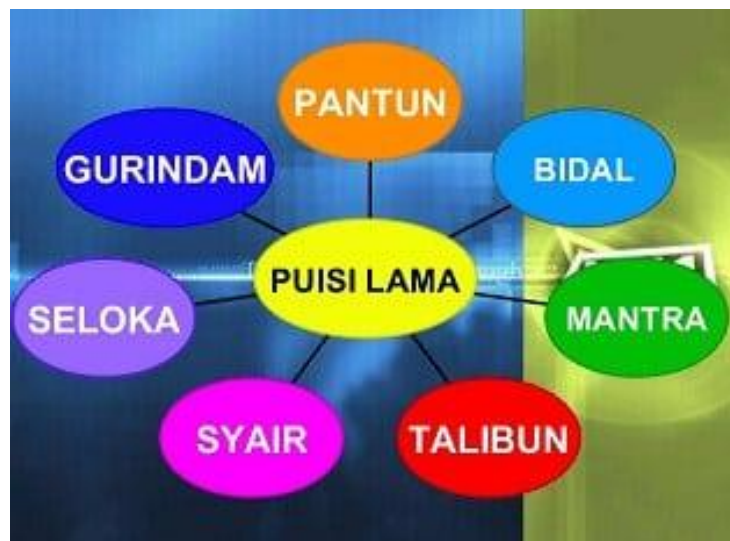 PANTUN
GURINDAM
BIDAL
PUISI LAMA
SELOKA
MANTRA
SYAIR
TALIBUN